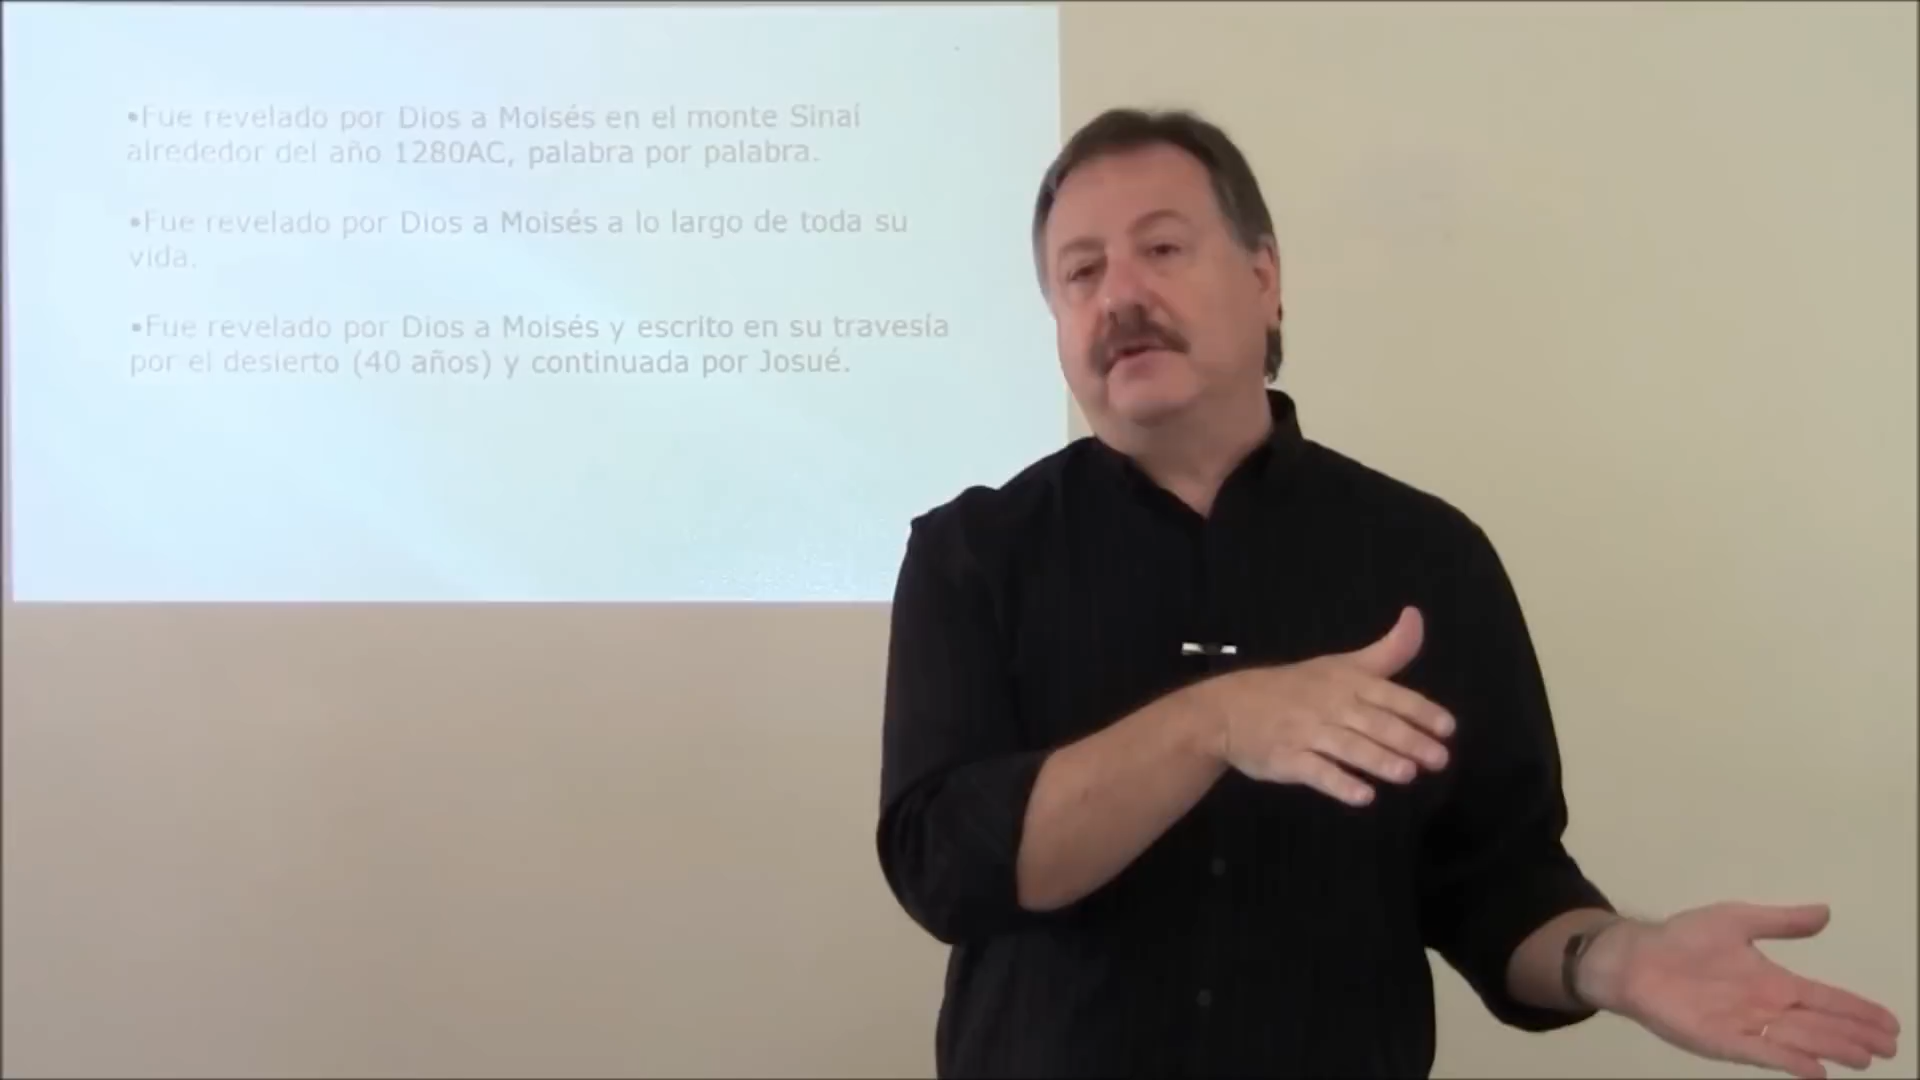 •Fue revelado por Dios a Moisés en el monte Sinaí
alrededor del año 1280AC, palabra por palabra.
•Fue revelado por Dios a Moisés a lo largo de toda su
vida.
•Fue revelado por Dios a Moisés y escrito en su travesía
por el desierto (40 años) y continuada por Josué.